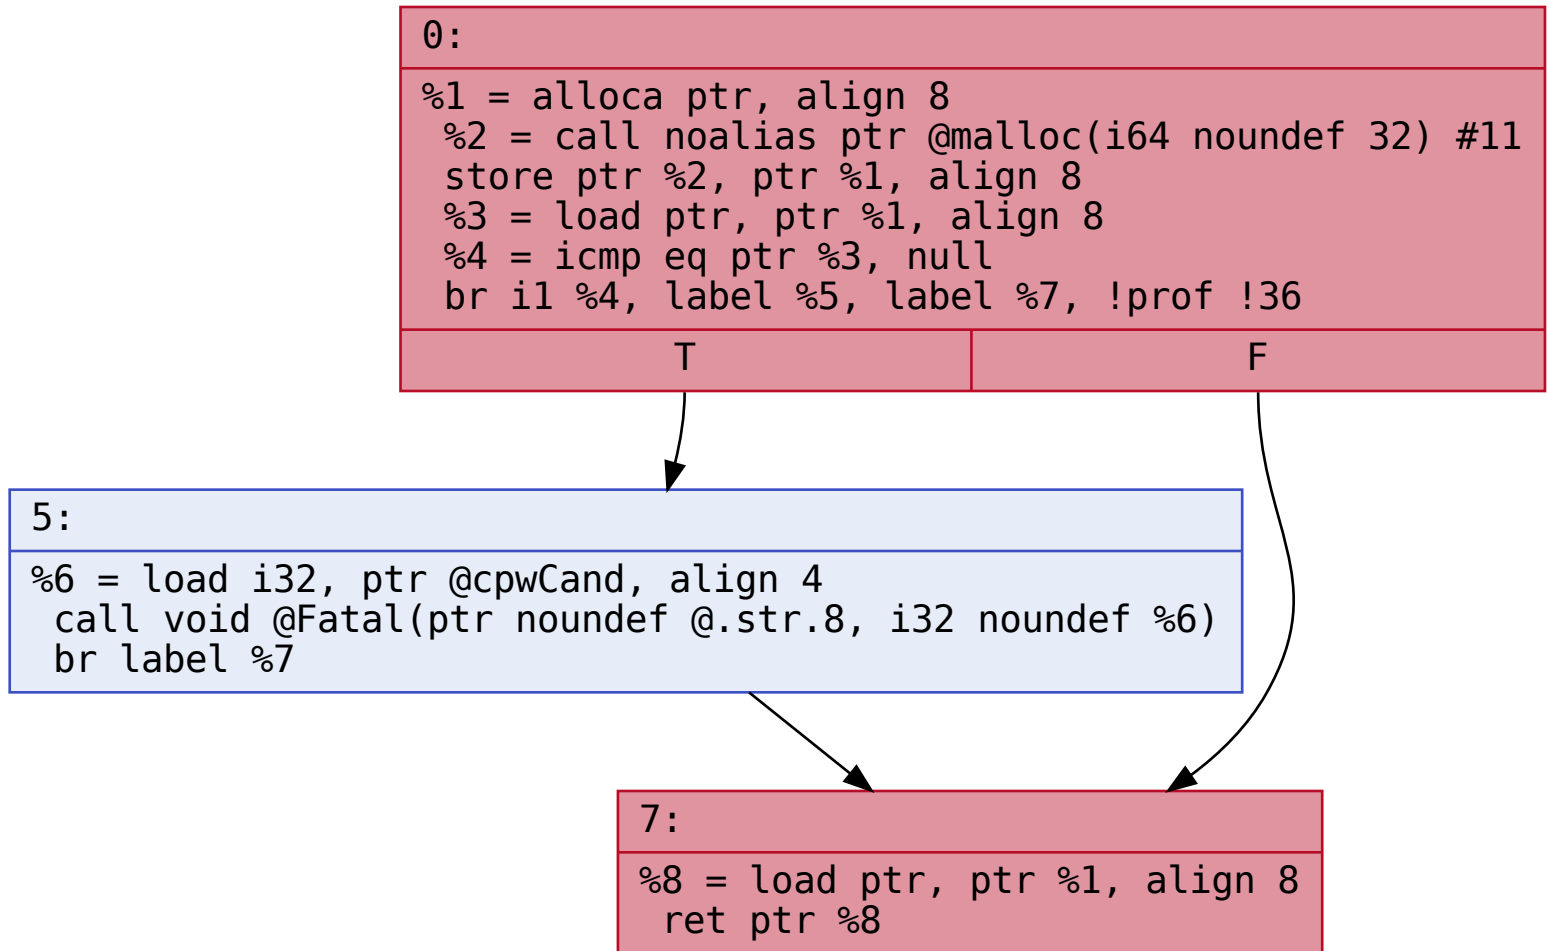 0:
%1 = alloca ptr, align 8
%2 = call noalias ptr @malloc(i64 noundef 32) #11
store ptr %2, ptr %1, align 8
%3 = load ptr, ptr %1, align 8
%4 = icmp eq ptr %3, null
br i1 %4, label %5, label %7, !prof !36
T F
5:
%6 = load i32, ptr @cpwCand, align 4
call void @Fatal(ptr noundef @.str.8, i32 noundef %6)
br label %7
7:
%8 = load ptr, ptr %1, align 8
ret ptr %8